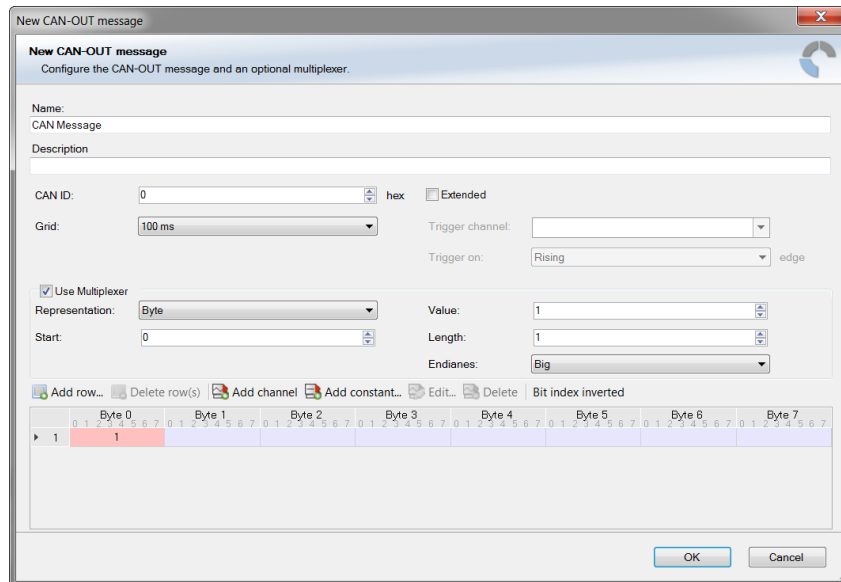 New CAN-OUT message
New CAN-OUT message
Configure the CAN-OUT message and an optional multiplexer.
Name:
CAN Message
Description
CAN ID: 0 hex Extended
Grid: 100 ms Trigger channel:
Trigger on: Rising edge
Use Multiplexer
Representation: Byte Value: 1
Start: 0 Length: 1
Endianes: Big
Add row... Delete row(s) Add channel Add constant... Edit... Delete Bit index inverted
Byte 0 Byte 1 Byte 2 Byte 3 Byte 4 Byte 5 Byte 6 Byte 7
0 1 2 3 4 5 6 7 0 1 2 3 4 5 6 7 0 1 2 3 4 5 6 7 0 1 2 3 4 5 6 7 0 1 2 3 4 5 6 7 0 1 2 3 4 5 6 7 0 1 2 3 4 5 6 7 0 1 2 3 4 5 6 7
1 1
OK Cancel